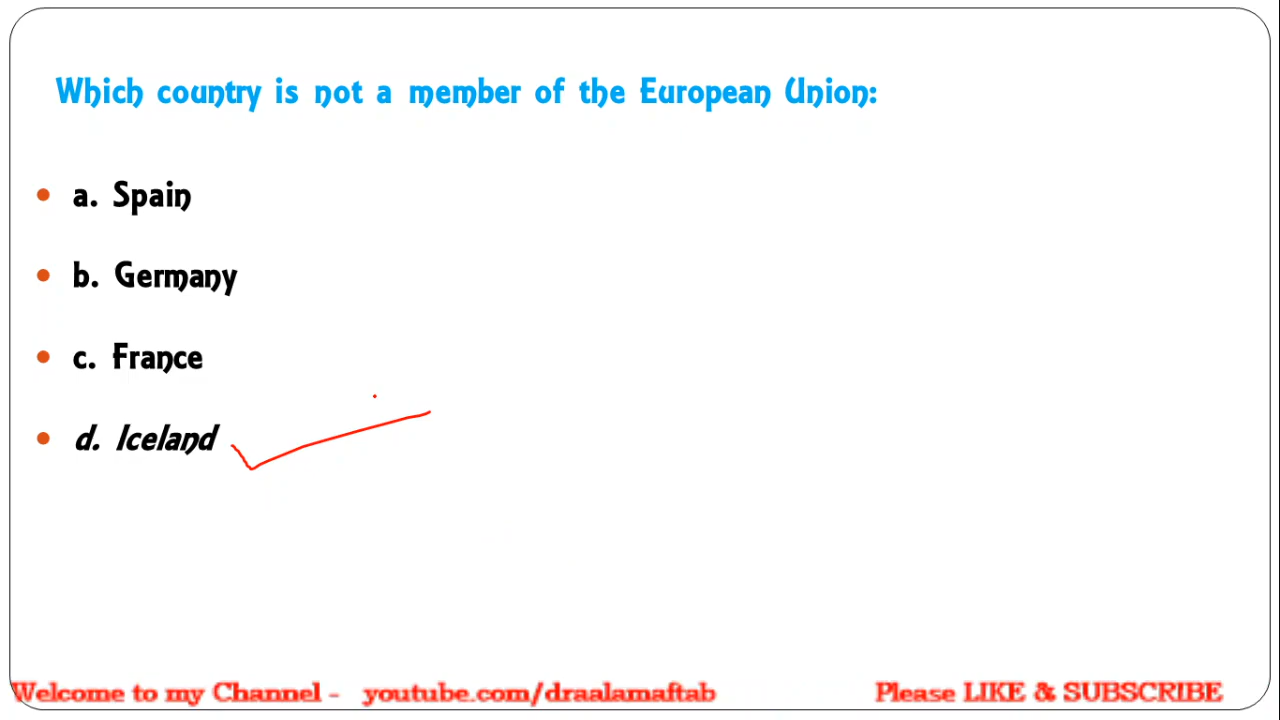 Which country is not a member of the European Union:
• a. Spain
• b. Germany
• c. France
• d. Iceland
Welcome to my Channel - youtube.com/draalamaftab Please LIKE & SUBSCRIBE